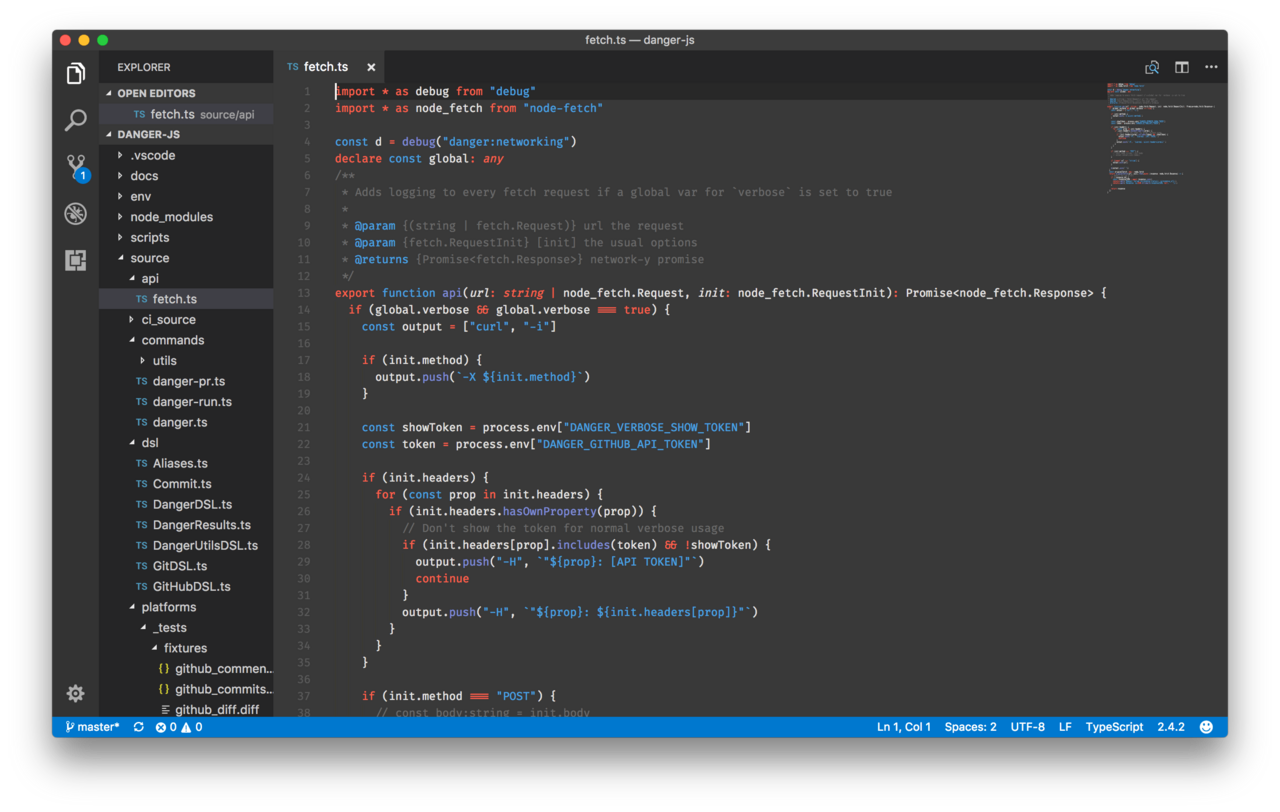 fetch.ts — danger-js
EXPLORER
OPEN EDITORS
TS fetch.ts source/api
DANGER-JS
.vscode
docs
env
node_modules
scripts
source
api
TS fetch.ts
ci_source
commands
utils
TS danger-pr.ts
TS danger-run.ts
TS danger.ts
dsl
TS Aliases.ts
TS Commit.ts
TS DangerDSL.ts
TS DangerResults.ts
TS DangerUtilsDSL.ts
TS GitDSL.ts
TS GitHubDSL.ts
platforms
_tests
fixtures
{} github_commen...
{} github_commits...
github_diff.diff
1
TS fetch.ts ×
1 import * as debug from "debug"
2 import * as node_fetch from "node-fetch"
3
4 const d = debug("danger:networking")
5 declare const global: any
6 /**
7  * Adds logging to every fetch request if a global var for `verbose` is set to true
8  *
9  * @param {(string | fetch.Request)} url the request
10  * @param {fetch.RequestInit} [init] the usual options
11  * @returns {Promise<fetch.Response>} network-y promise
12  */
13 export function api(url: string | node_fetch.Request, init: node_fetch.RequestInit): Promise<node_fetch.Response> {
14   if (global.verbose && global.verbose === true) {
15     const output = ["curl", "-i"]
16
17     if (init.method) {
18       output.push(`-X ${init.method}`)
19     }
20
21     const showToken = process.env["DANGER_VERBOSE_SHOW_TOKEN"]
22     const token = process.env["DANGER_GITHUB_API_TOKEN"]
23
24     if (init.headers) {
25       for (const prop in init.headers) {
26         if (init.headers.hasOwnProperty(prop)) {
27           // Don't show the token for normal verbose usage
28           if (init.headers[prop].includes(token) && !showToken) {
29             output.push("-H", `"${prop}: [API TOKEN]"`)
30             continue
31           }
32           output.push("-H", `"${prop}: ${init.headers[prop]}"`)
33         }
34       }
35     }
36
37     if (init.method === "POST") {
38       // const body:string = init.body
master* 0 0
Ln 1, Col 1 Spaces: 2 UTF-8 LF TypeScript 2.4.2